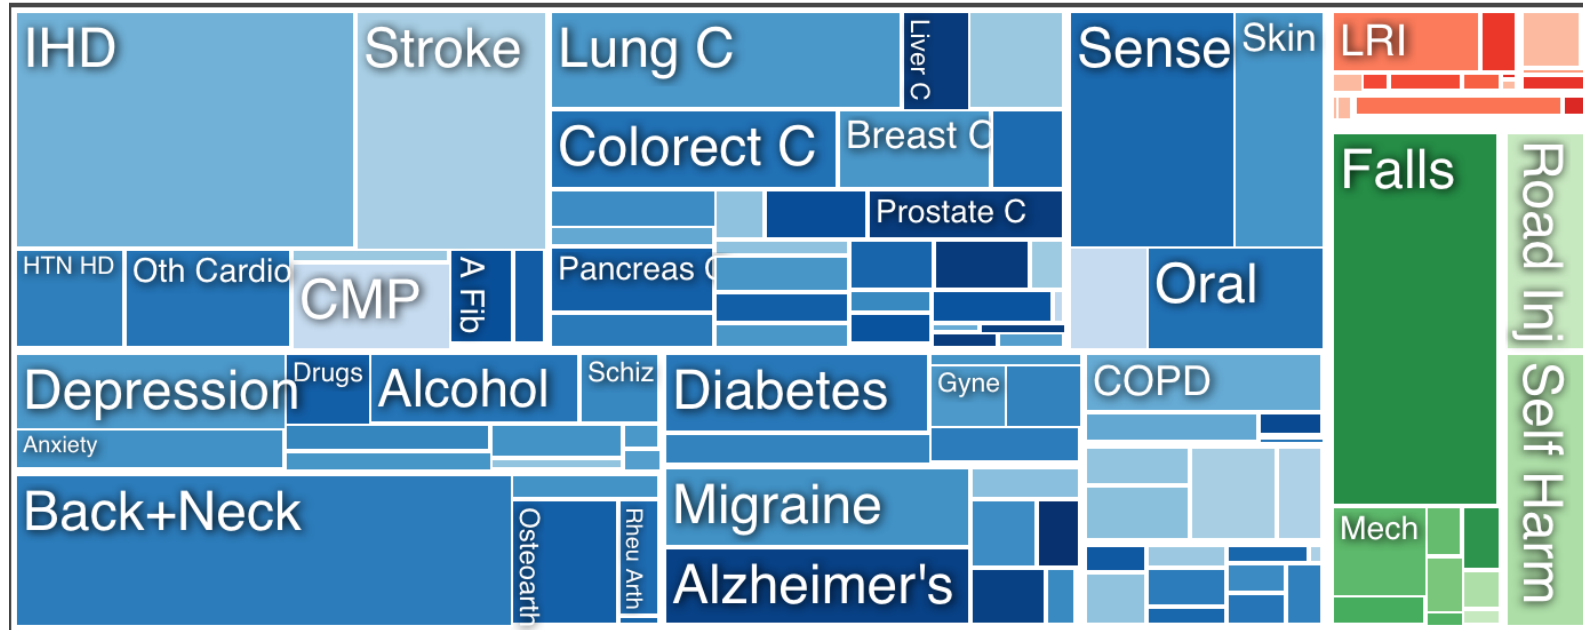 IHD
Stroke
Lung C
Liver C
Sense
Skin
LRI
Colorect C
Breast C
Falls
Road Inj
Prostate C
HTN HD
Oth Cardio
CMP
A Fib
Pancreas C
Oral
Depression
Drugs
Alcohol
Schiz
Diabetes
Gyne
COPD
Self Harm
Anxiety
Back+Neck
Osteoarth
Rheu Arth
Migraine
Mech
Alzheimer's